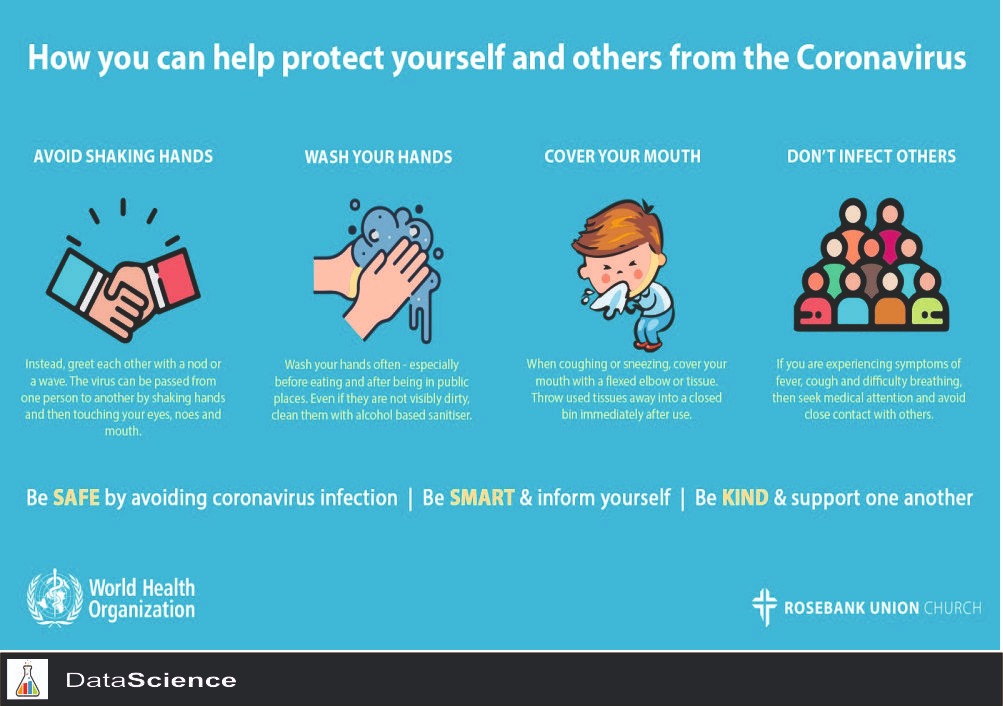 How you can help protect yourself and others from the Coronavirus
AVOID SHAKING HANDS
Instead, greet each other with a nod or
a wave. The virus can be passed from
one person to another by shaking hands
and then touching your eyes, noes and
mouth.
WASH YOUR HANDS
Wash your hands often - especially
before eating and after being in public
places. Even if they are not visibly dirty,
clean them with alcohol based sanitiser.
COVER YOUR MOUTH
When coughing or sneezing, cover your
mouth with a flexed elbow or tissue.
Throw used tissues away into a closed
bin immediately after use.
DON'T INFECT OTHERS
If you are experiencing symptoms of
fever, cough and difficulty breathing,
then seek medical attention and avoid
close contact with others.
Be SAFE by avoiding coronavirus infection | Be SMART & inform yourself | Be KIND & support one another
World Health
Organization
ROSEBANK UNION CHURCH
DataScience